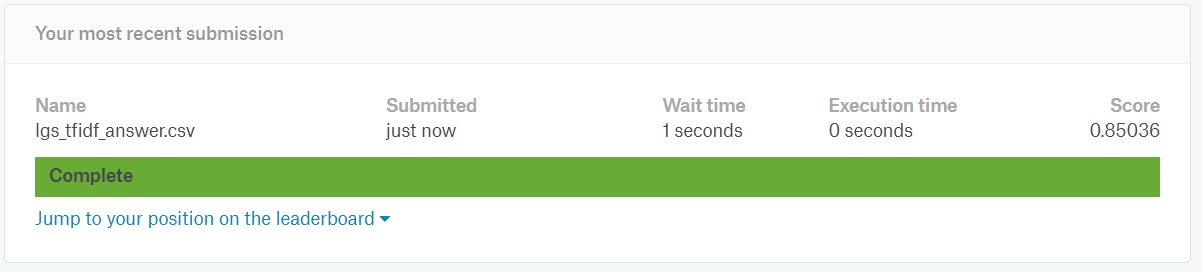 Your most recent submission
Name Submitted Wait time Execution time Score
lgs_tfidf_answer.csv just now 1 seconds 0 seconds 0.85036
Complete
Jump to your position on the leaderboard